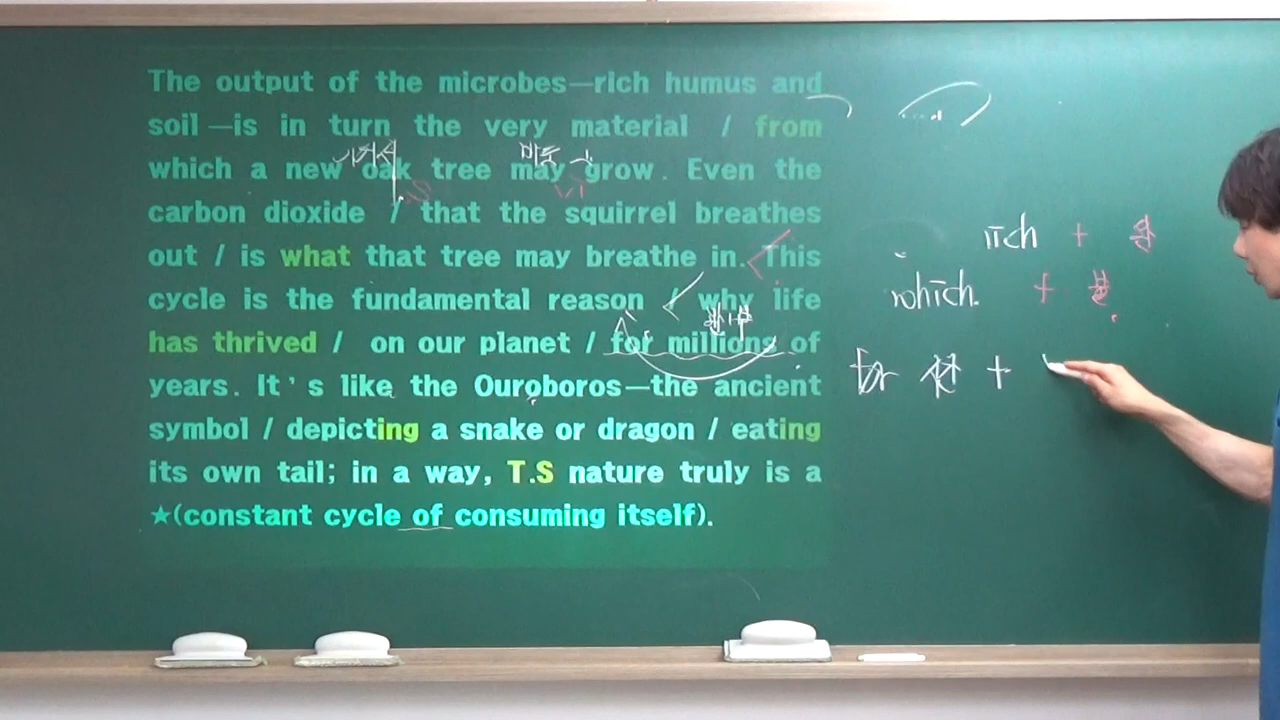 The output of the microbes—rich humus and
soil —is in turn the very material / from
which a new oak tree may grow. Even the
carbon dioxide / that the squirrel breathes
out / is what that tree may breathe in. This
cycle is the fundamental reason / why life
has thrived / on our planet / for millions of
years. It's like the Ouroboros—the ancient
symbol / depicting a snake or dragon / eating
its own tail; in a way, T.S nature truly is a
★(constant cycle of consuming itself).
which +
for +